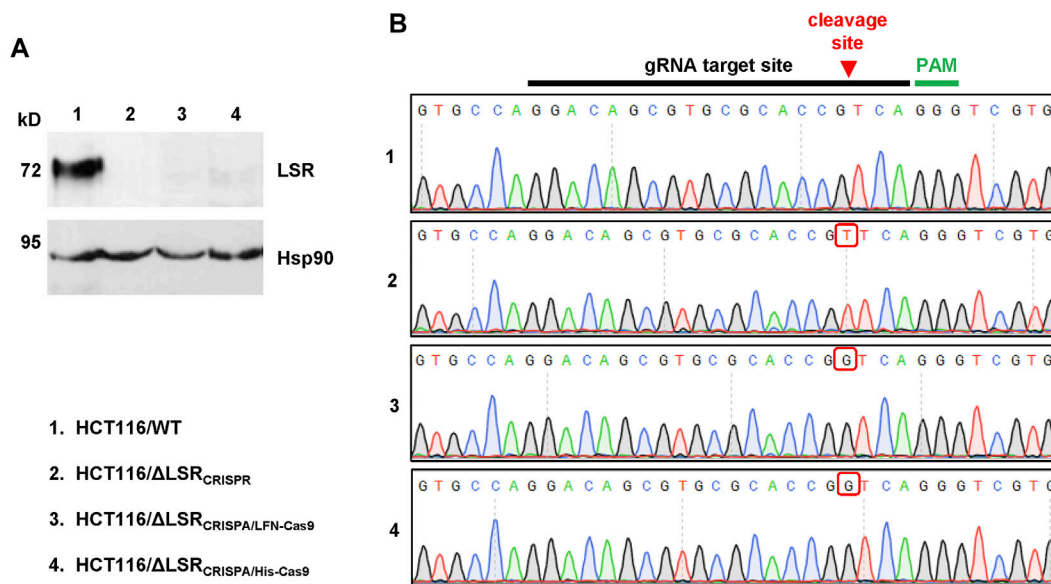 A
kD
1 2 3 4
72 LSR
95 Hsp90
1. HCT116/WT
2. HCT116/ΔLSRCRISPR
3. HCT116/ΔLSRCRISPA/LFN-Cas9
4. HCT116/ΔLSRCRISPA/His-Cas9
B
cleavage
site
gRNA target site PAM
G T G C C A G G A C A G C G T G C G C A C C G T C A G G G T C G T G
1
G T G C C A G G A C A G C G T G C G C A C C G T T C A G G G T C G T G
2
G T G C C A G G A C A G C G T G C G C A C C G G T C A G G G T C G T G
3
G T G C C A G G A C A G C G T G C G C A C C G G T C A G G G T C G T G
4